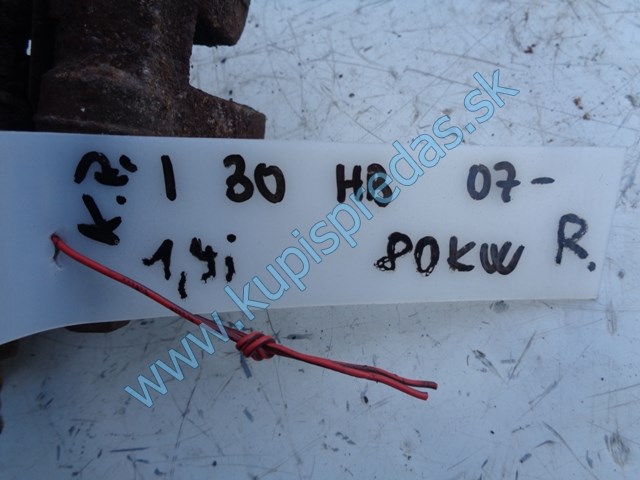 K.R. I 30 HB 07-
1,4i 80KW R.
www.kupispredas.sk